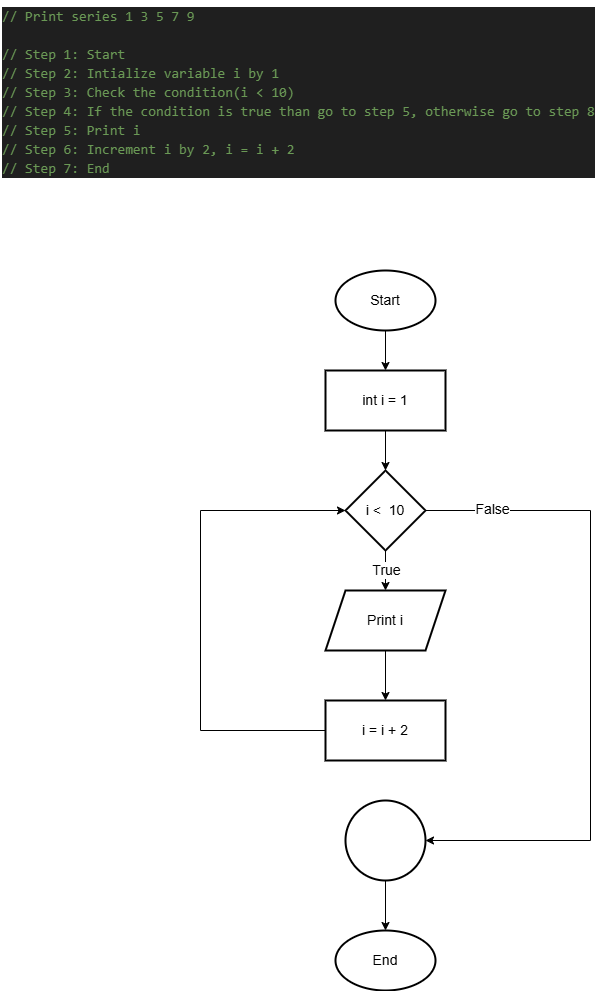 // Print series 1 3 5 7 9
// Step 1: Start
// Step 2: Intialize variable i by 1
// Step 3: Check the condition(i < 10)
// Step 4: If the condition is true than go to step 5, otherwise go to step 8
// Step 5: Print i
// Step 6: Increment i by 2, i = i + 2
// Step 7: End
Start
int i = 1
i < 10
False
True
Print i
i = i + 2
End